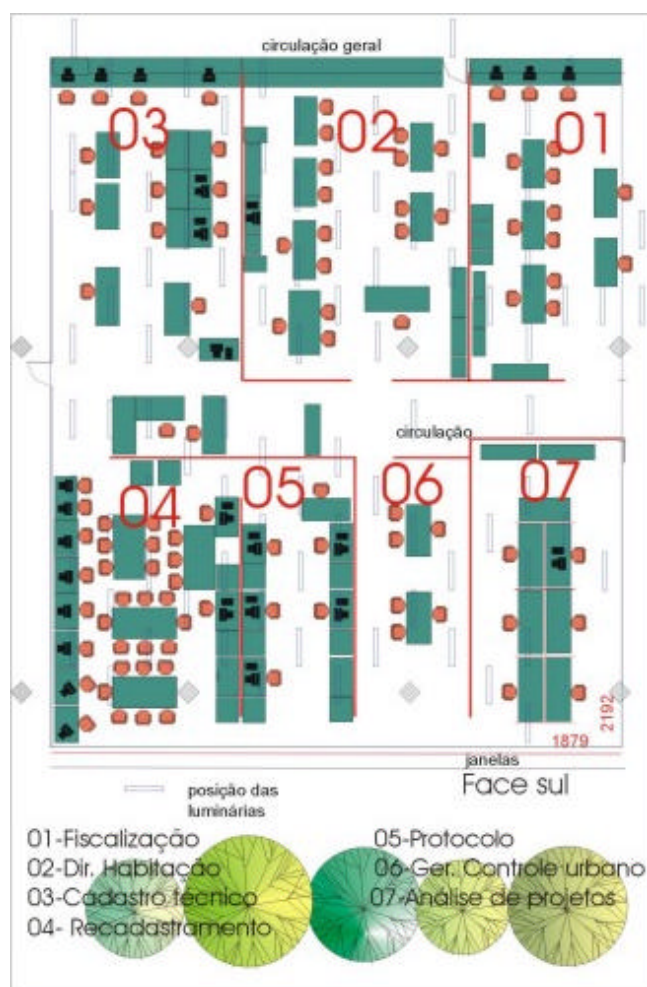 circulação geral
03
02
01
circulação
04
05
06
07
2192
1879
janelas
Face sul
posição das
luminárias
01-Fiscalização
02-Dir. Habitação
03-Cadastro técnico
04- Recadastramento
05-Protocolo
06-Ger. Controle urbano
07-Análise de projetos